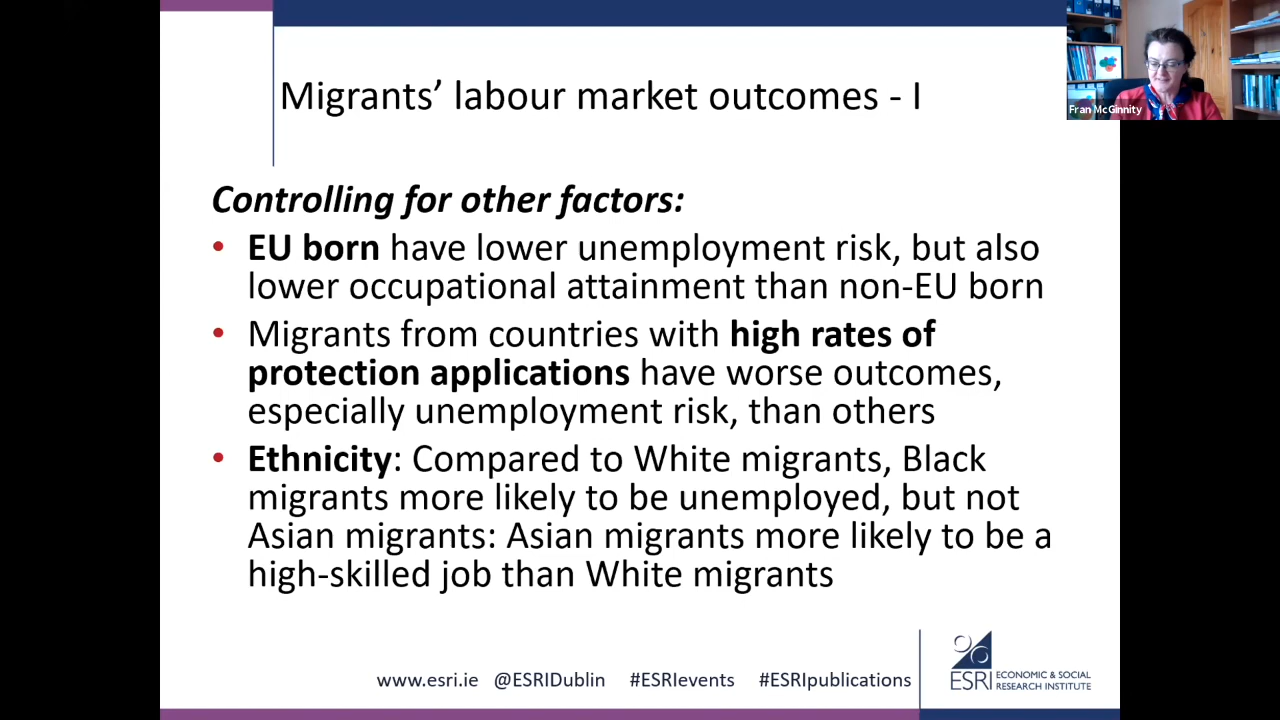 Migrants’ labour market outcomes - I
Fran McGinnity
Controlling for other factors:
• EU born have lower unemployment risk, but also
lower occupational attainment than non-EU born
• Migrants from countries with high rates of
protection applications have worse outcomes,
especially unemployment risk, than others
• Ethnicity: Compared to White migrants, Black
migrants more likely to be unemployed, but not
Asian migrants: Asian migrants more likely to be a
high-skilled job than White migrants
www.esri.ie @ESRIDublin #ESRIevents #ESRIpublications
ESRI ECONOMIC & SOCIAL
RESEARCH INSTITUTE